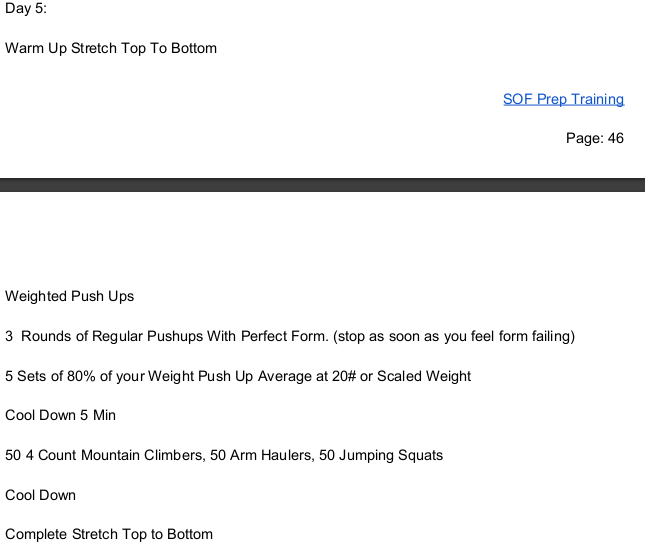 Day 5:
Warm Up Stretch Top To Bottom
SOF Prep Training
Page: 46
Weighted Push Ups
3  Rounds of Regular Pushups With Perfect Form. (stop as soon as you feel form failing)
5 Sets of 80% of your Weight Push Up Average at 20# or Scaled Weight
Cool Down 5 Min
50 4 Count Mountain Climbers, 50 Arm Haulers, 50 Jumping Squats
Cool Down
Complete Stretch Top to Bottom